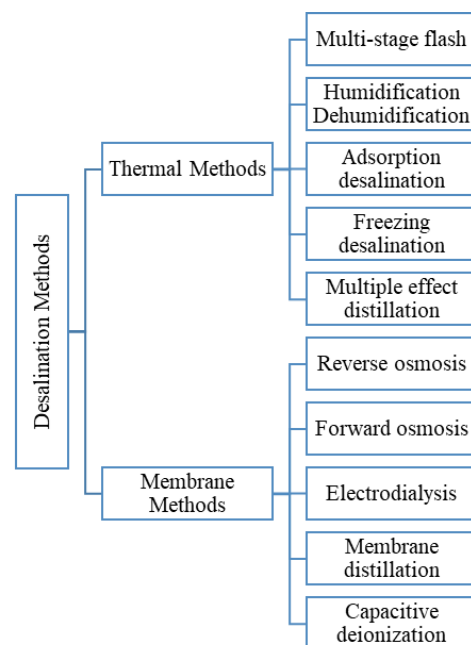 Desalination Methods
Thermal Methods
Multi-stage flash
Humidification
Dehumidification
Adsorption
desalination
Freezing
desalination
Multiple effect
distillation
Membrane
Methods
Reverse osmosis
Forward osmosis
Electrodialysis
Membrane
distillation
Capacitive
deionization